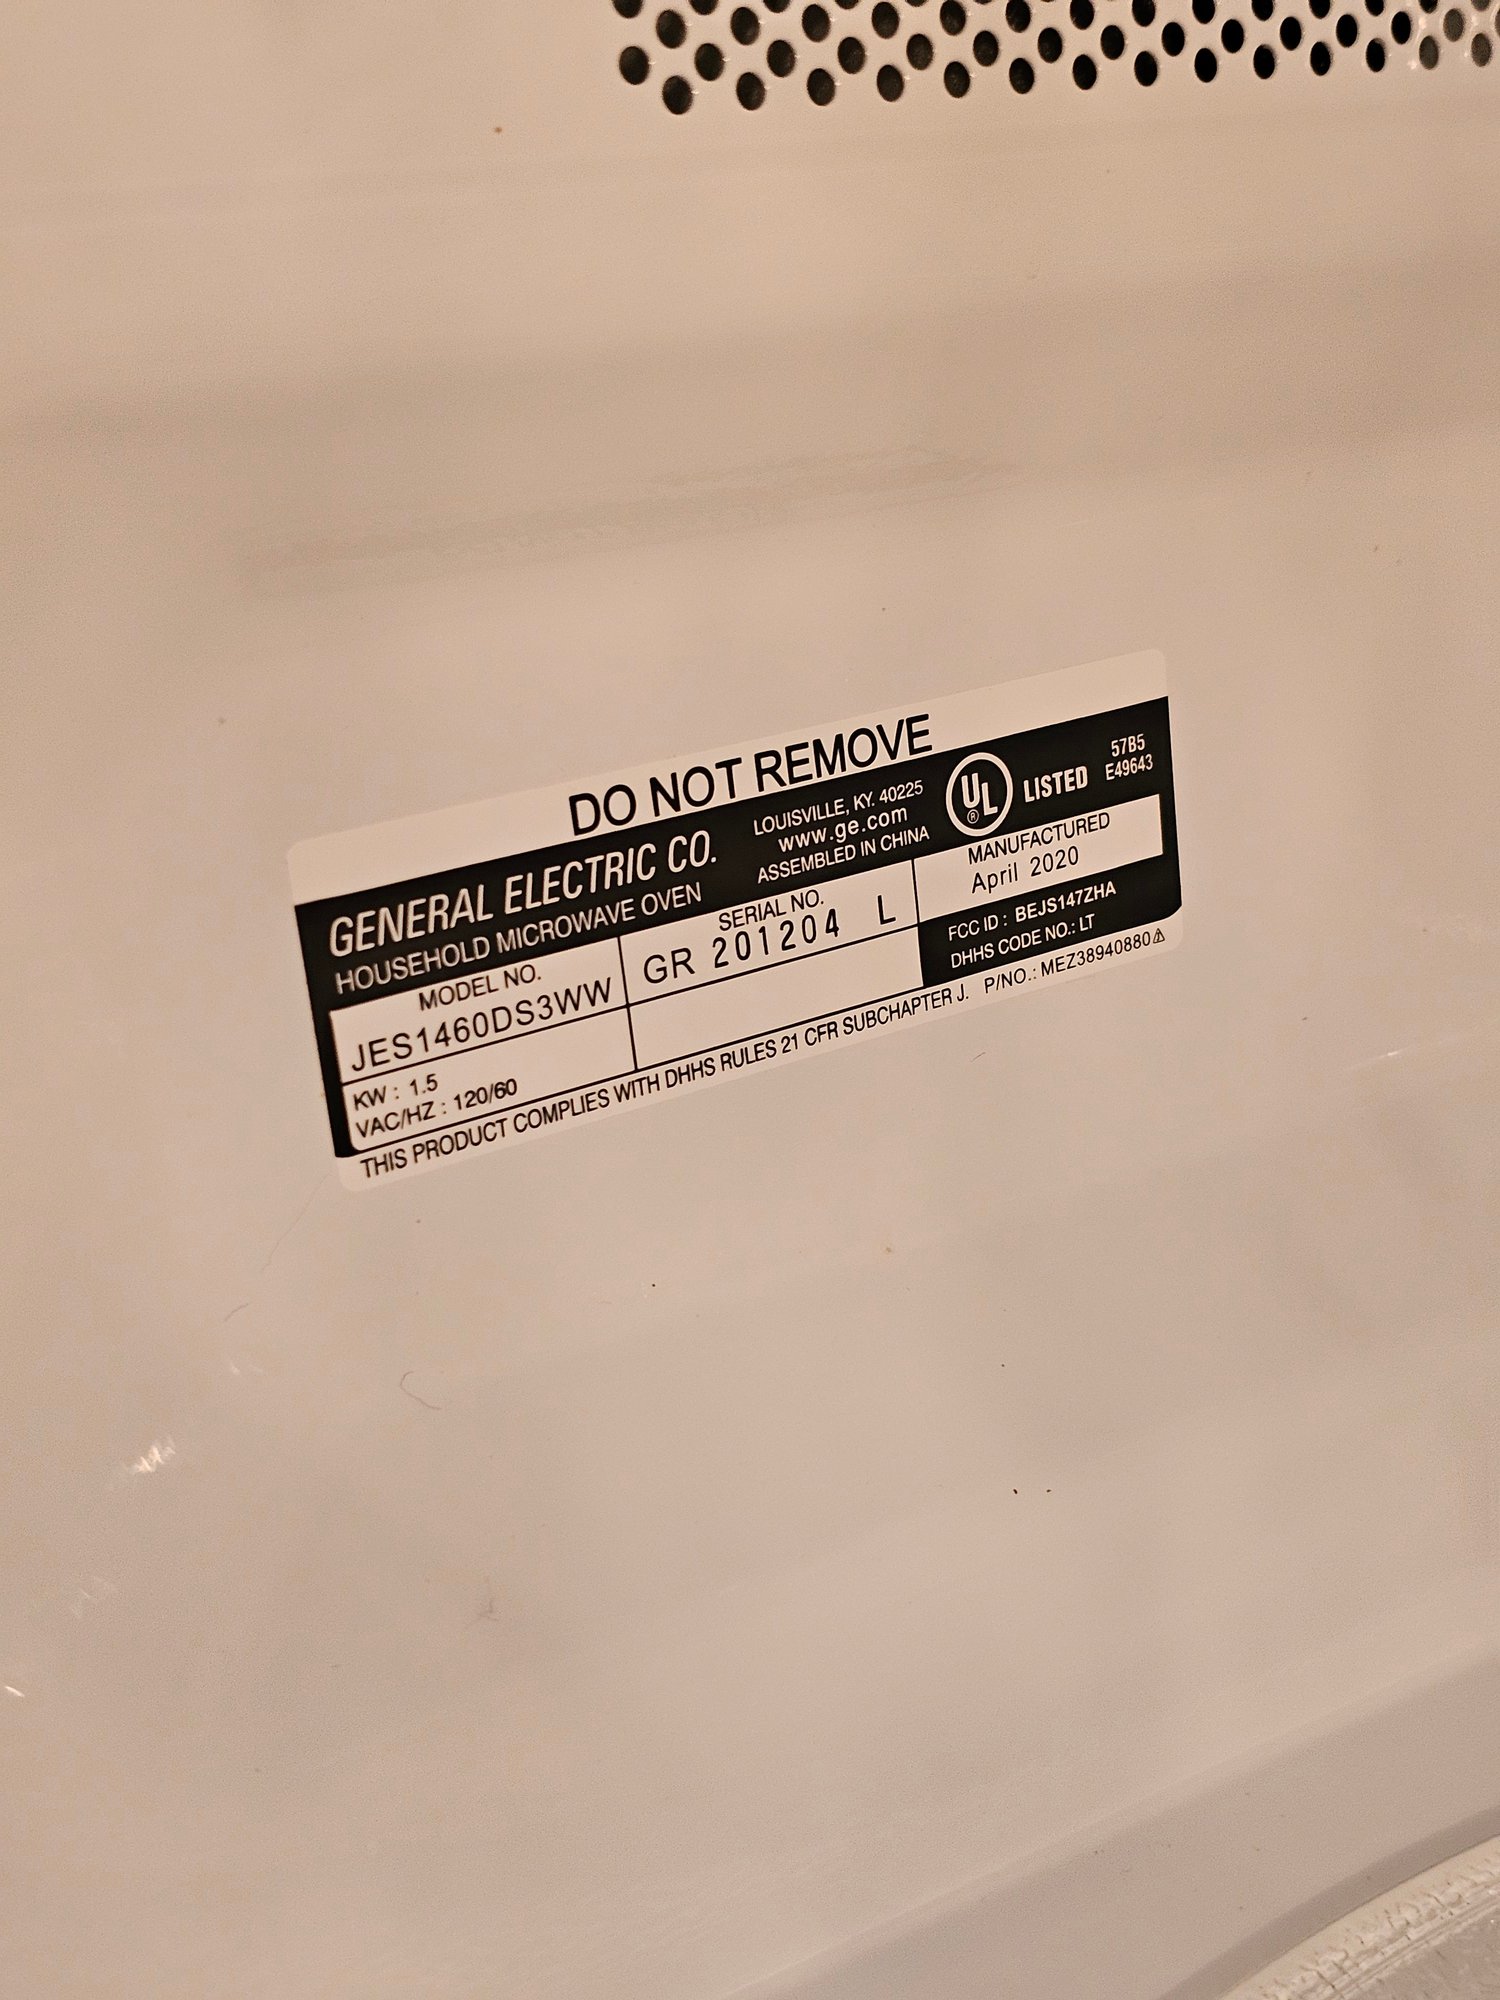 DO NOT REMOVE
GENERAL ELECTRIC CO.
HOUSEHOLD MICROWAVE OVEN
LOUISVILLE, KY. 40225
www.ge.com
ASSEMBLED IN CHINA
UL ® LISTED
57B5
E49643
MODEL NO.
JES1460DS3WW
SERIAL NO.
GR 201204 L
MANUFACTURED
April 2020
KW : 1.5
VAC/HZ : 120/60
FCC ID : BEJS147ZHA
DHHS CODE NO.: LT
THIS PRODUCT COMPLIES WITH DHHS RULES 21 CFR SUBCHAPTER J. P/NO.: MEZ38940880⚠